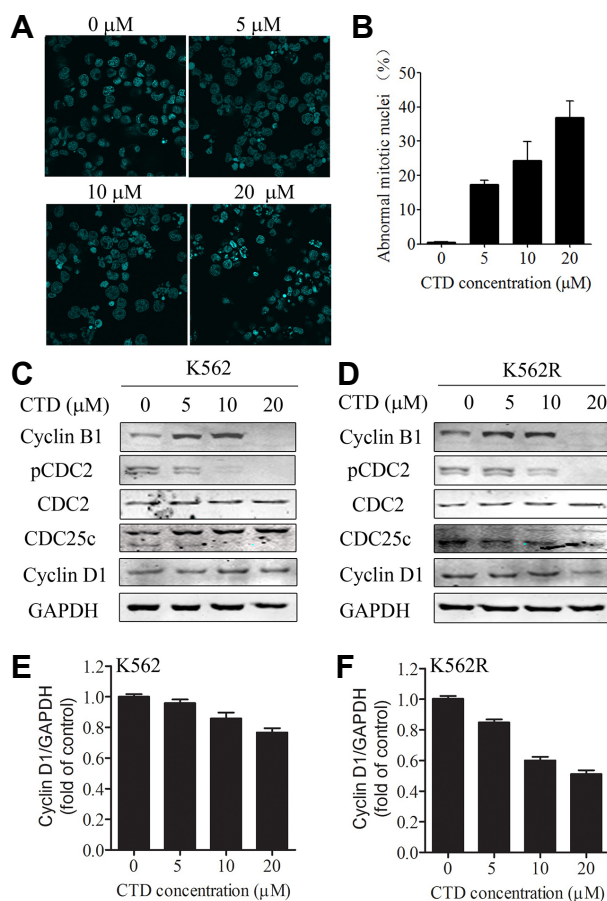 A
0 μM
5 μM
10 μM
20 μM
B
Abnormal mitotic nuclei (%)
50
40
30
20
10
0
0
5
10
20
CTD concentration (μM)
C
K562
CTD (μM)
0
5
10
20
Cyclin B1
pCDC2
CDC2
CDC25c
Cyclin D1
GAPDH
D
K562R
CTD (μM)
0
5
10
20
Cyclin B1
pCDC2
CDC2
CDC25c
Cyclin D1
GAPDH
E
K562
Cyclin D1/GAPDH
(fold of control)
1.2
1.0
0.8
0.6
0.4
0.2
0.0
0
5
10
20
CTD concentration (μM)
F
K562R
Cyclin D1/GAPDH
(fold of control)
1.2
1.0
0.8
0.6
0.4
0.2
0.0
0
5
10
20
CTD concentration (μM)